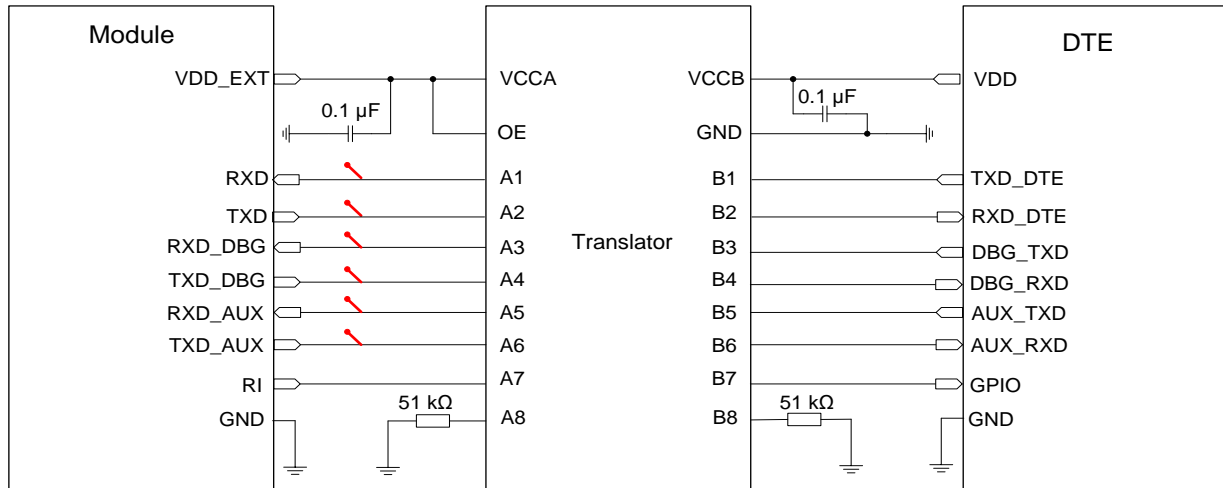 Module
DTE
VDD_EXT
VCCA
VCCB
VDD
0.1 µF
0.1 µF
OE
GND
RXD
A1
B1
TXD_DTE
TXD
A2
B2
RXD_DTE
RXD_DBG
A3
Translator
B3
DBG_TXD
TXD_DBG
A4
B4
DBG_RXD
RXD_AUX
A5
B5
AUX_TXD
TXD_AUX
A6
B6
AUX_RXD
RI
A7
B7
GPIO
51 kΩ
51 kΩ
GND
A8
B8
GND